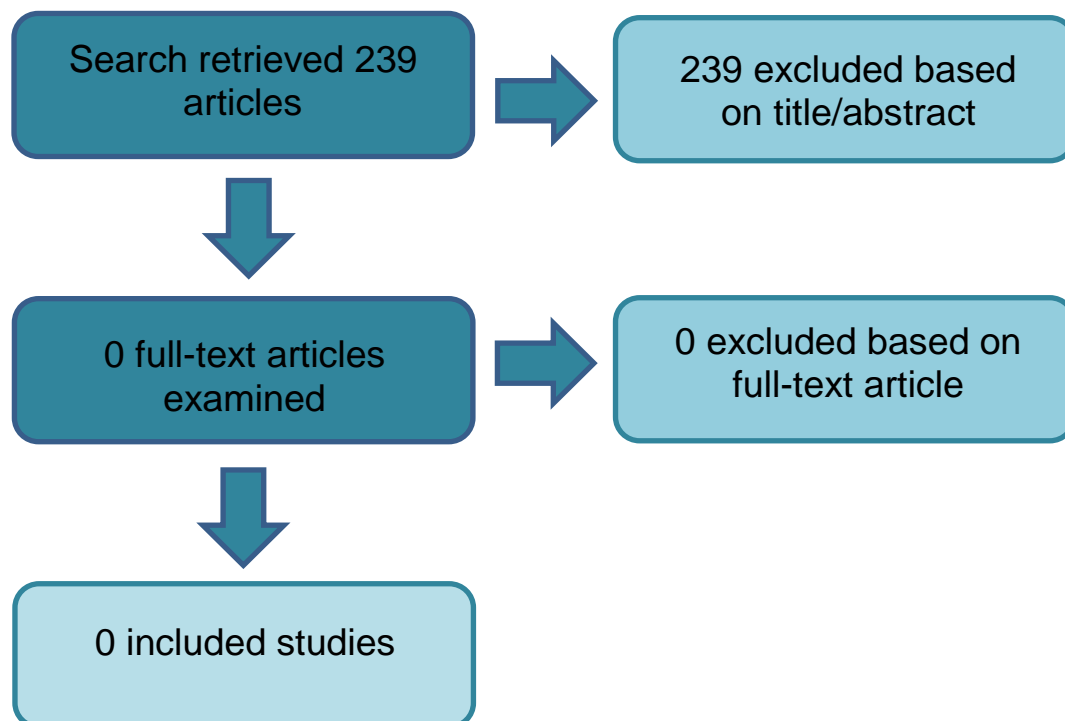 Search retrieved 239
articles
239 excluded based
on title/abstract
0 full-text articles
examined
0 excluded based on
full-text article
0 included studies